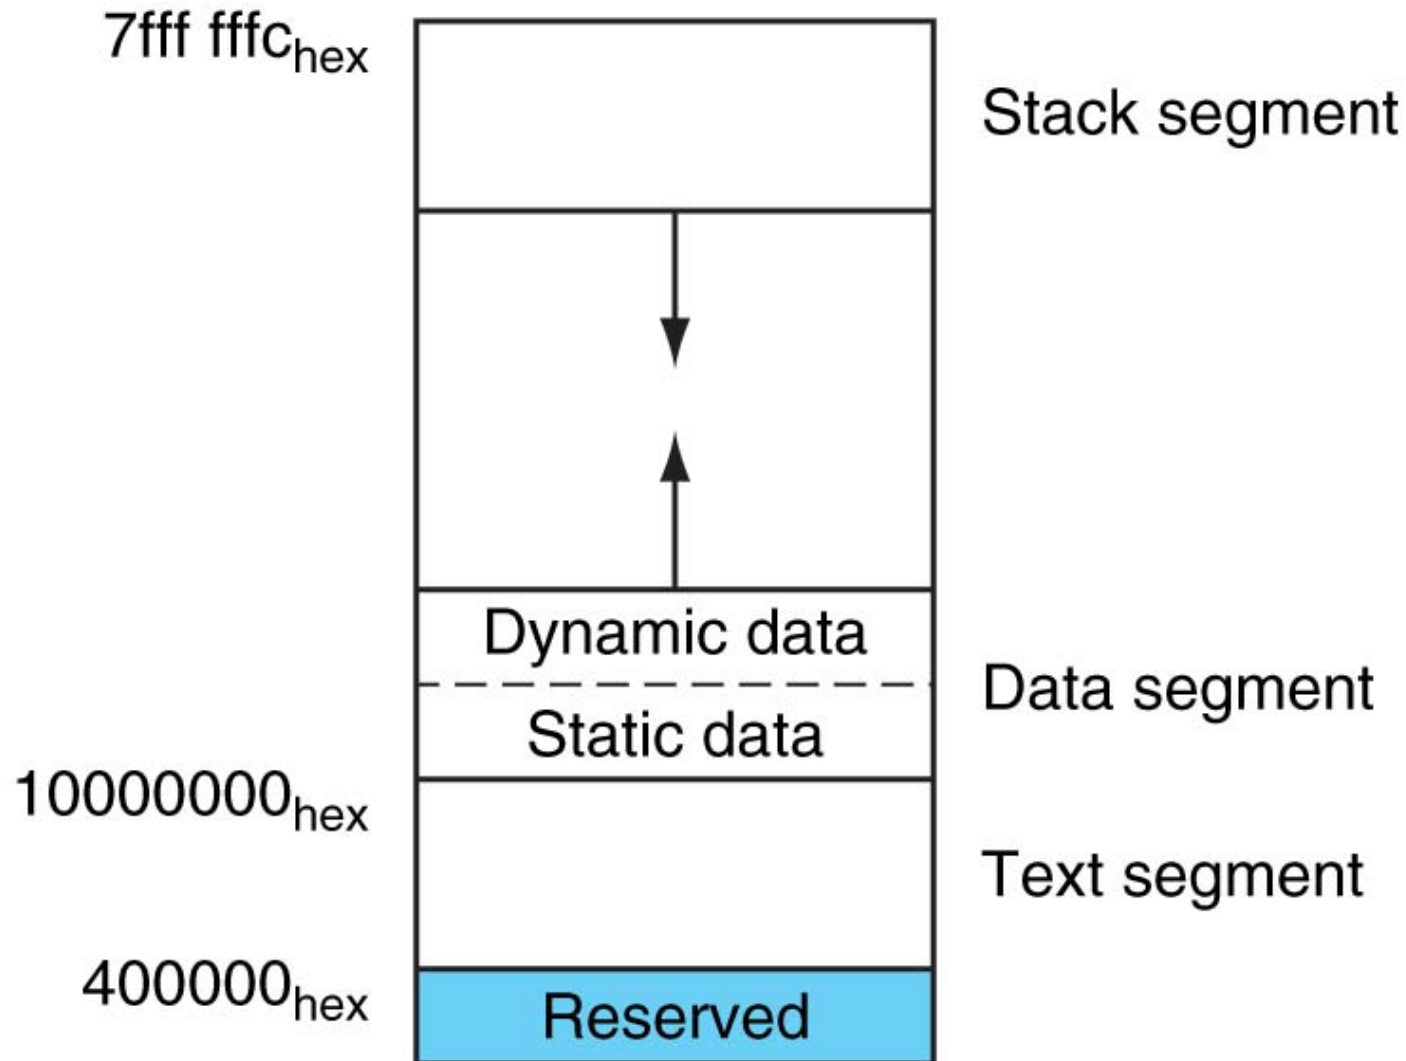 7fff fffchex
Stack segment
Dynamic data
Data segment
Static data
10000000hex
Text segment
400000hex
Reserved